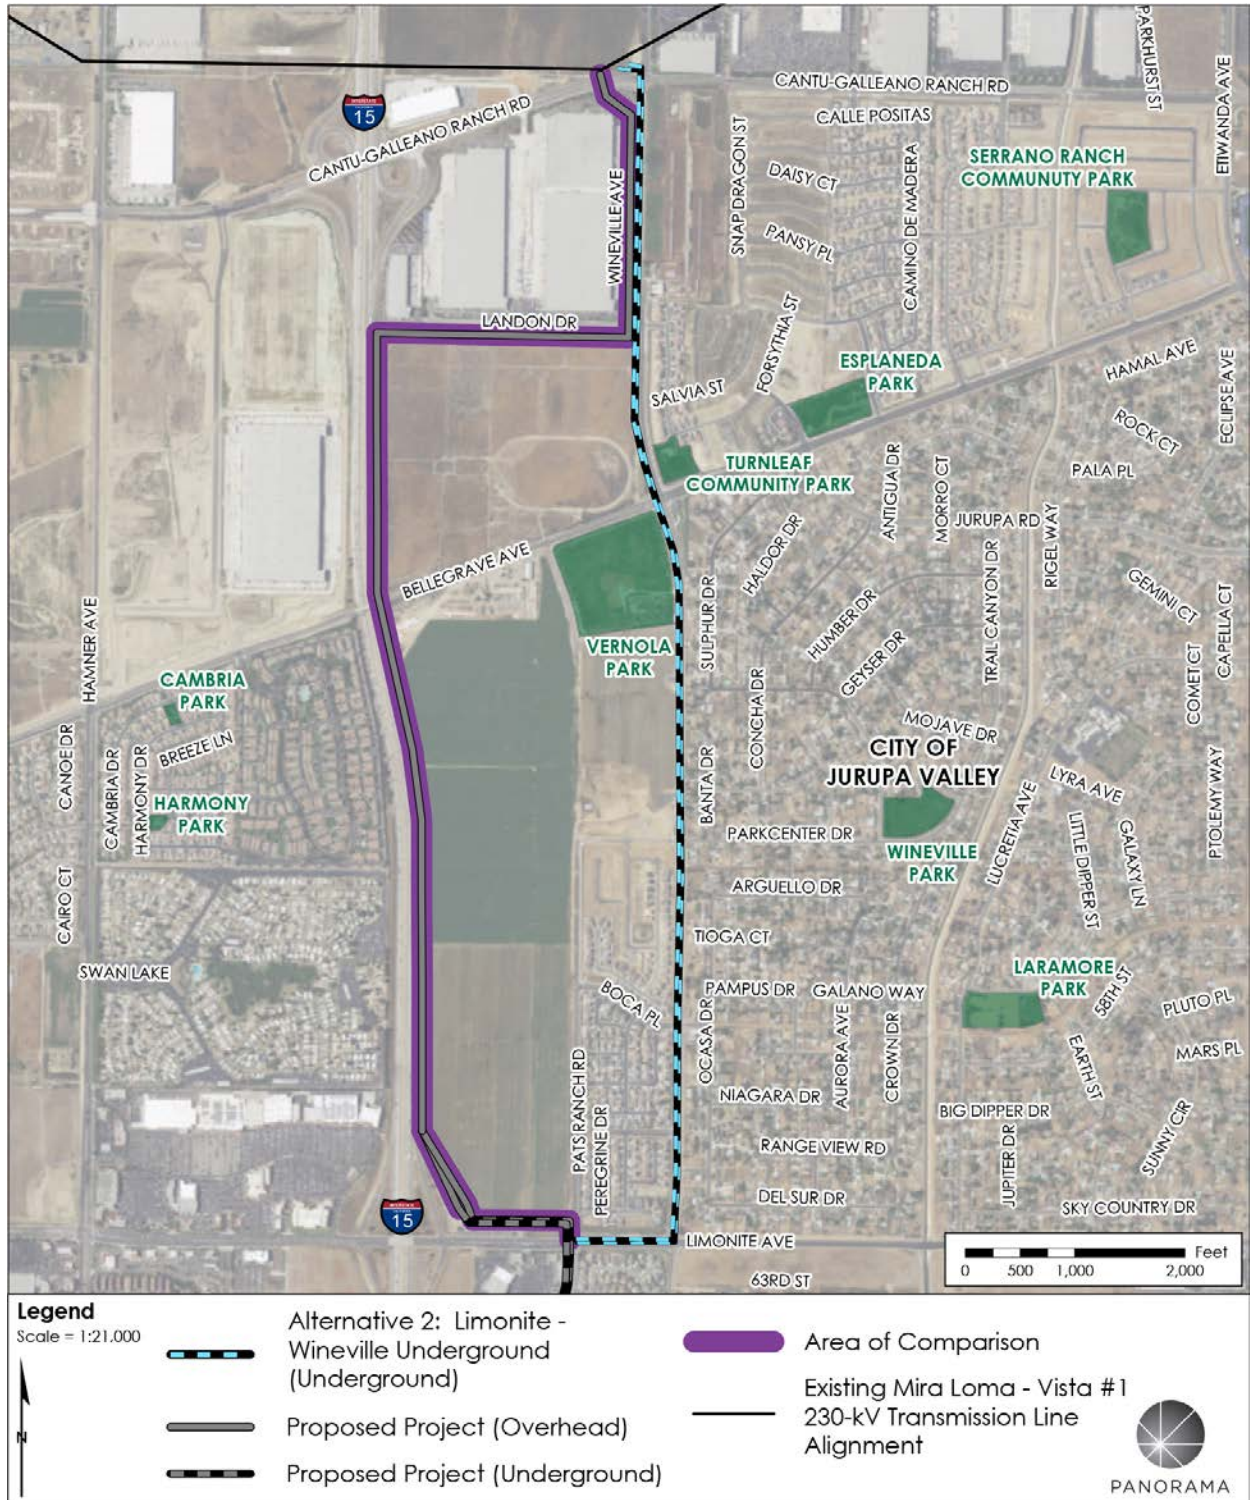 PARKHURST ST
ETIWANDA AVE
CANTU-GALLEANO RANCH RD
INTERSTATE
15
CANTU-GALLEANO RANCH RD
CALLE POSITAS
SERRANO RANCH
COMMUNUTY PARK
SNAP DRAGON ST
DAISY CT
CAMINO DE MADERA
WINEVILLE AVE
PANSY PL
LANDON DR
FORSYTHIA ST
ESPLANEDA
PARK
HAMAL AVE
ECLIPSE AVE
SALVIA ST
ROCK CT
TURNLEAF
COMMUNITY PARK
ANTIGUA DR
MORRO CT
PALA PL
JURUPA RD
RIGEL WAY
HALDOR DR
BELLEGRAVE AVE
TRAIL CANYON DR
GEMINI CT
CAPELLA CT
SULPHUR DR
HUMBER DR
VERNOLA
PARK
GEYSER DR
HAMNER AVE
CAMBRIA
PARK
COMET CT
CONCHA DR
MOJAVE DR
CANOE DR
BREEZE LN
CITY OF
JURUPA VALLEY
CAMBRIA DR
HARMONY DR
HARMONY
PARK
BANTA DR
LYRA AVE
PTOLEMY WAY
PARKCENTER DR
WINEVILLE
PARK
LUCRETIA AVE
LITTLE DIPPER ST
GALAXY LN
ARGUELLO DR
CAIRO CT
TIOGA CT
SWAN LAKE
LARAMORE
PARK
58TH ST
BOCA PL
PAMPUS DR
GALANO WAY
PLUTO PL
OCASA DR
AURORA AVE
CROWN DR
EARTH ST
MARS PL
PATS RANCH RD
PEREGRINE DR
NIAGARA DR
BIG DIPPER DR
SUNNY CIR
RANGE VIEW RD
JUPITER DR
DEL SUR DR
SKY COUNTRY DR
15
LIMONITE AVE
63RD ST
Feet
0 500 1,000 2,000
Legend
Scale = 1:21,000
N
Alternative 2: Limonite -
Wineville Underground
(Underground)
Proposed Project (Overhead)
Proposed Project (Underground)
Area of Comparison
Existing Mira Loma - Vista #1
230-kV Transmission Line
Alignment
PANORAMA